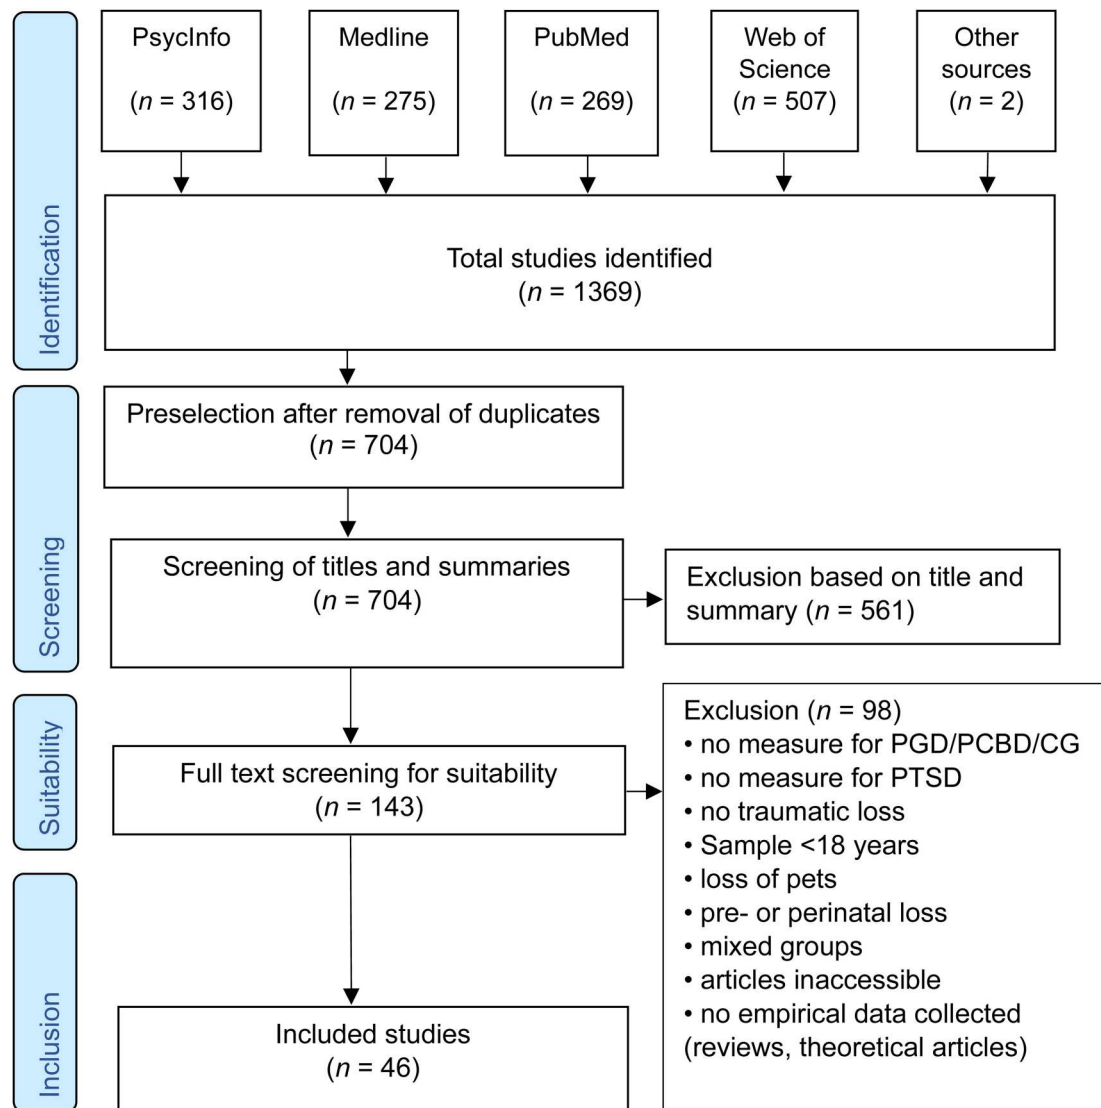 PsycInfo
(n = 316)
Medline
(n = 275)
PubMed
(n = 269)
Web of
Science
(n = 507)
Other
sources
(n = 2)
Identification
Total studies identified
(n = 1369)
Screening
Preselection after removal of duplicates
(n = 704)
Screening of titles and summaries
(n = 704)
Exclusion based on title and
summary (n = 561)
Suitability
Full text screening for suitability
(n = 143)
Exclusion (n = 98)
• no measure for PGD/PCBD/CG
• no measure for PTSD
• no traumatic loss
• Sample <18 years
• loss of pets
• pre- or perinatal loss
• mixed groups
• articles inaccessible
• no empirical data collected
(reviews, theoretical articles)
Inclusion
Included studies
(n = 46)